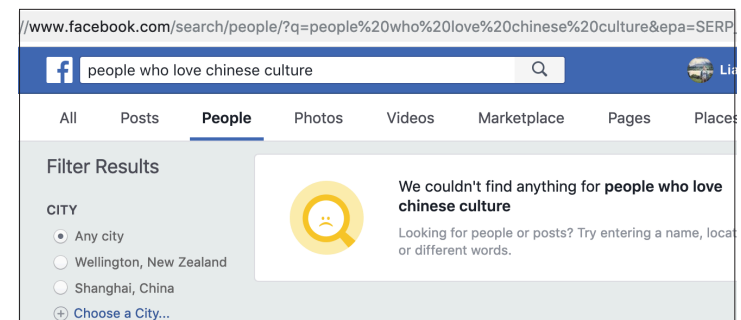 //www.facebook.com/search/people/?q=people%20who%20love%20chinese%20culture&epa=SERP_
f people who love chinese culture Lia
All Posts People Photos Videos Marketplace Pages Places
Filter Results
CITY
Any city
Wellington, New Zealand
Shanghai, China
Choose a City...
We couldn't find anything for people who love
chinese culture
Looking for people or posts? Try entering a name, locat
or different words.